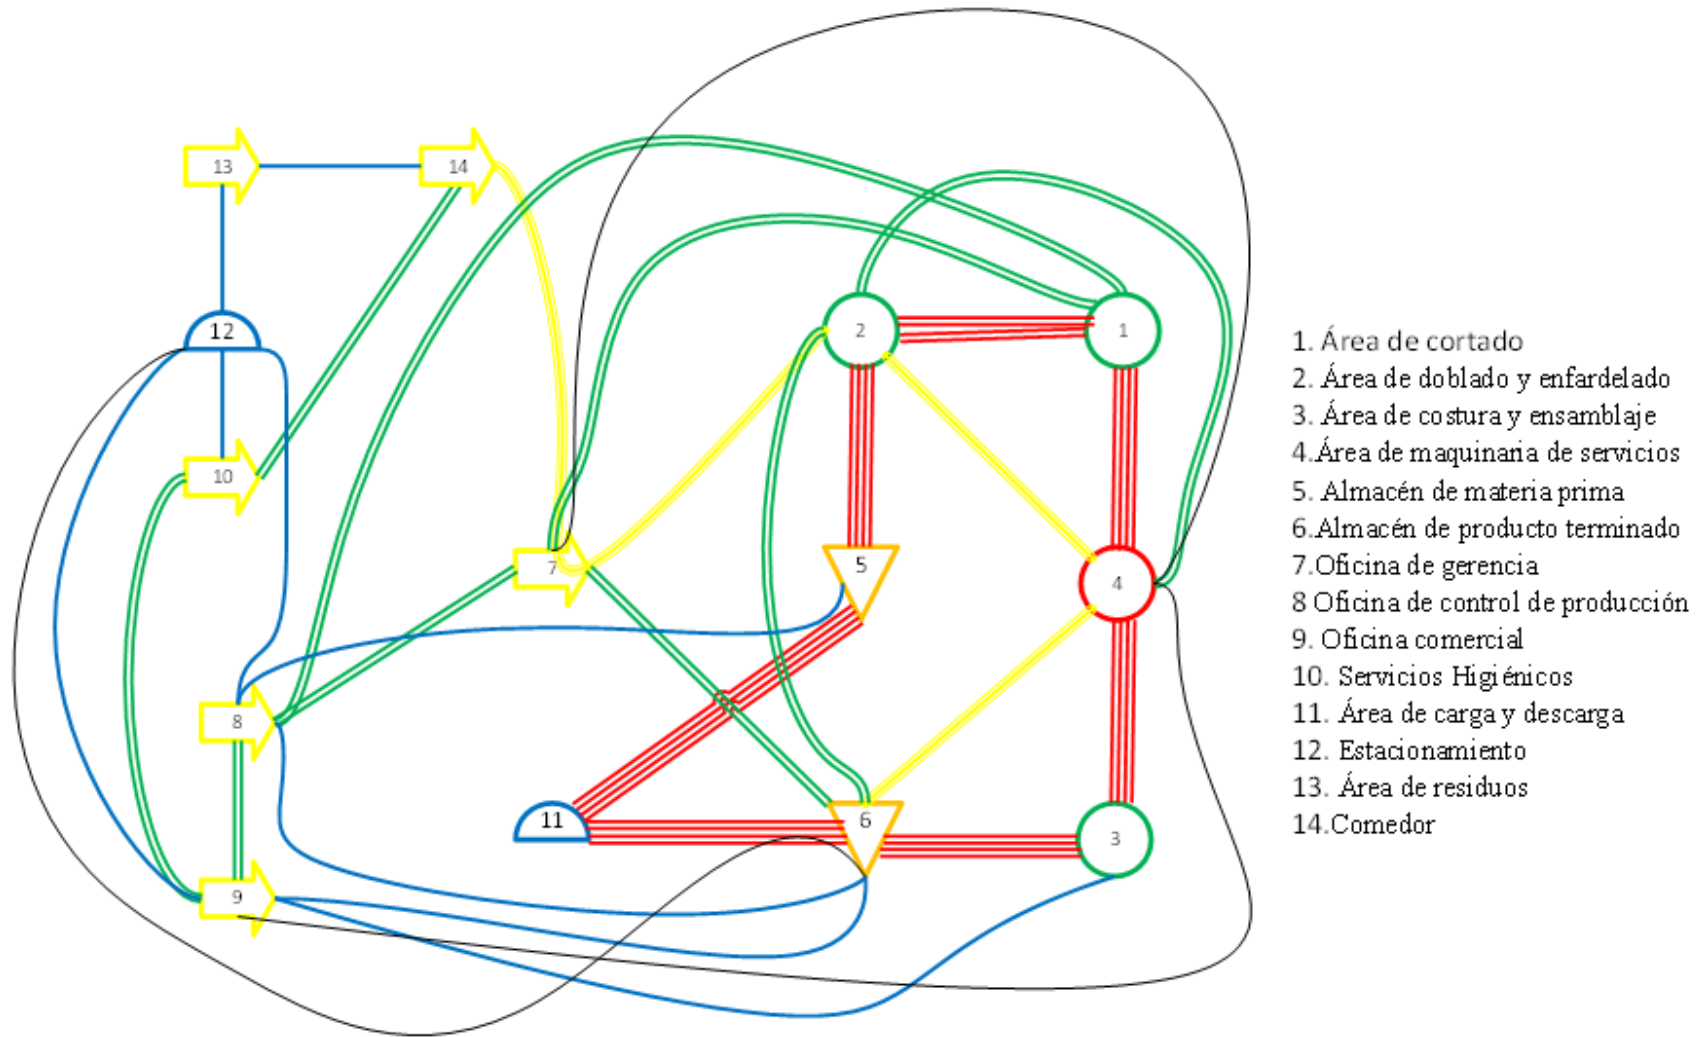 13
14
12
2
1
10
7
5
4
8
11
6
3
9
1. Área de cortado
2. Área de doblado y enfardelado
3. Área de costura y ensamblaje
4.Área de maquinaria de servicios
5. Almacén de materia prima
6.Almacén de producto terminado
7.Oficina de gerencia
8 Oficina de control de producción
9. Oficina comercial
10. Servicios Higiénicos
11. Área de carga y descarga
12. Estacionamiento
13. Área de residuos
14.Comedor